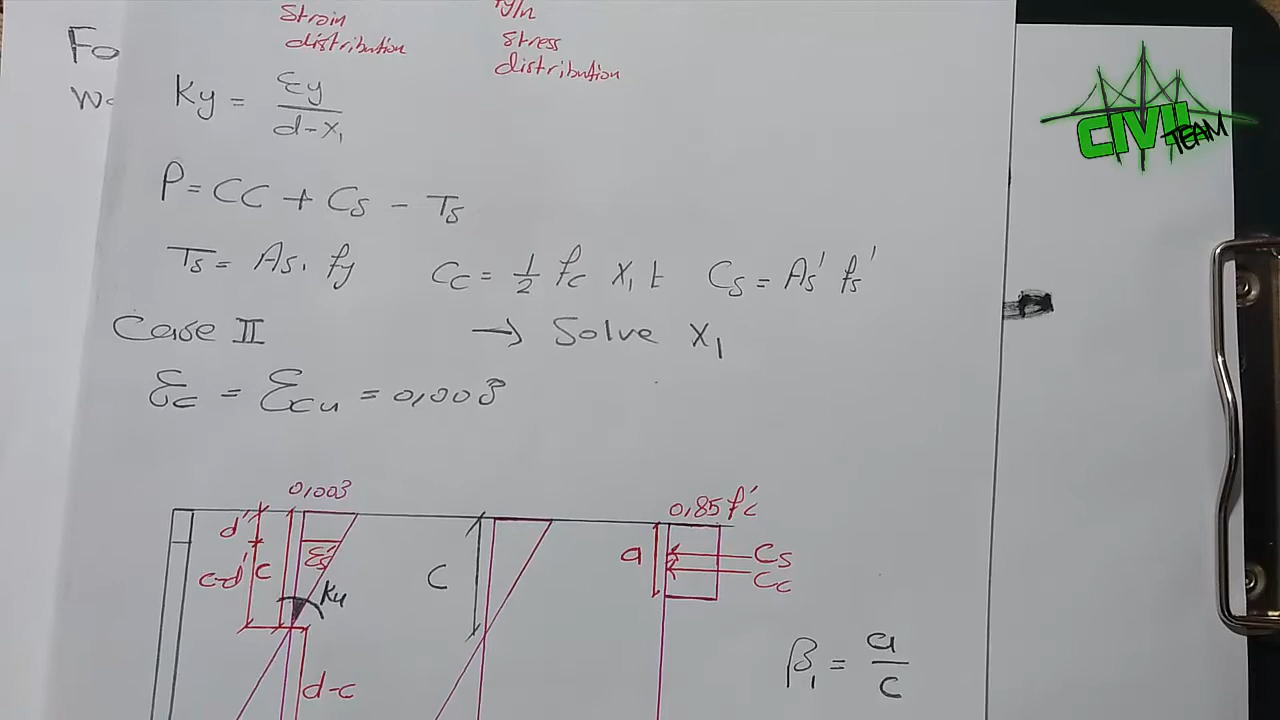 Strain
distribution
Stress
distribution
Fo
Ky = εy / d-x₁
P = CC + Cs - Ts
Ts = As. fy Cc = 1/2 fc x₁ t Cs = As' fs'
Case II → Solve x₁
εc = εcu = 0,003
0,003
0,85 f'c
d'
c-d'
c
εs'
Ku
d-c
C
a
Cs
Cc
β₁ = a / c
CIVIL
TEAM